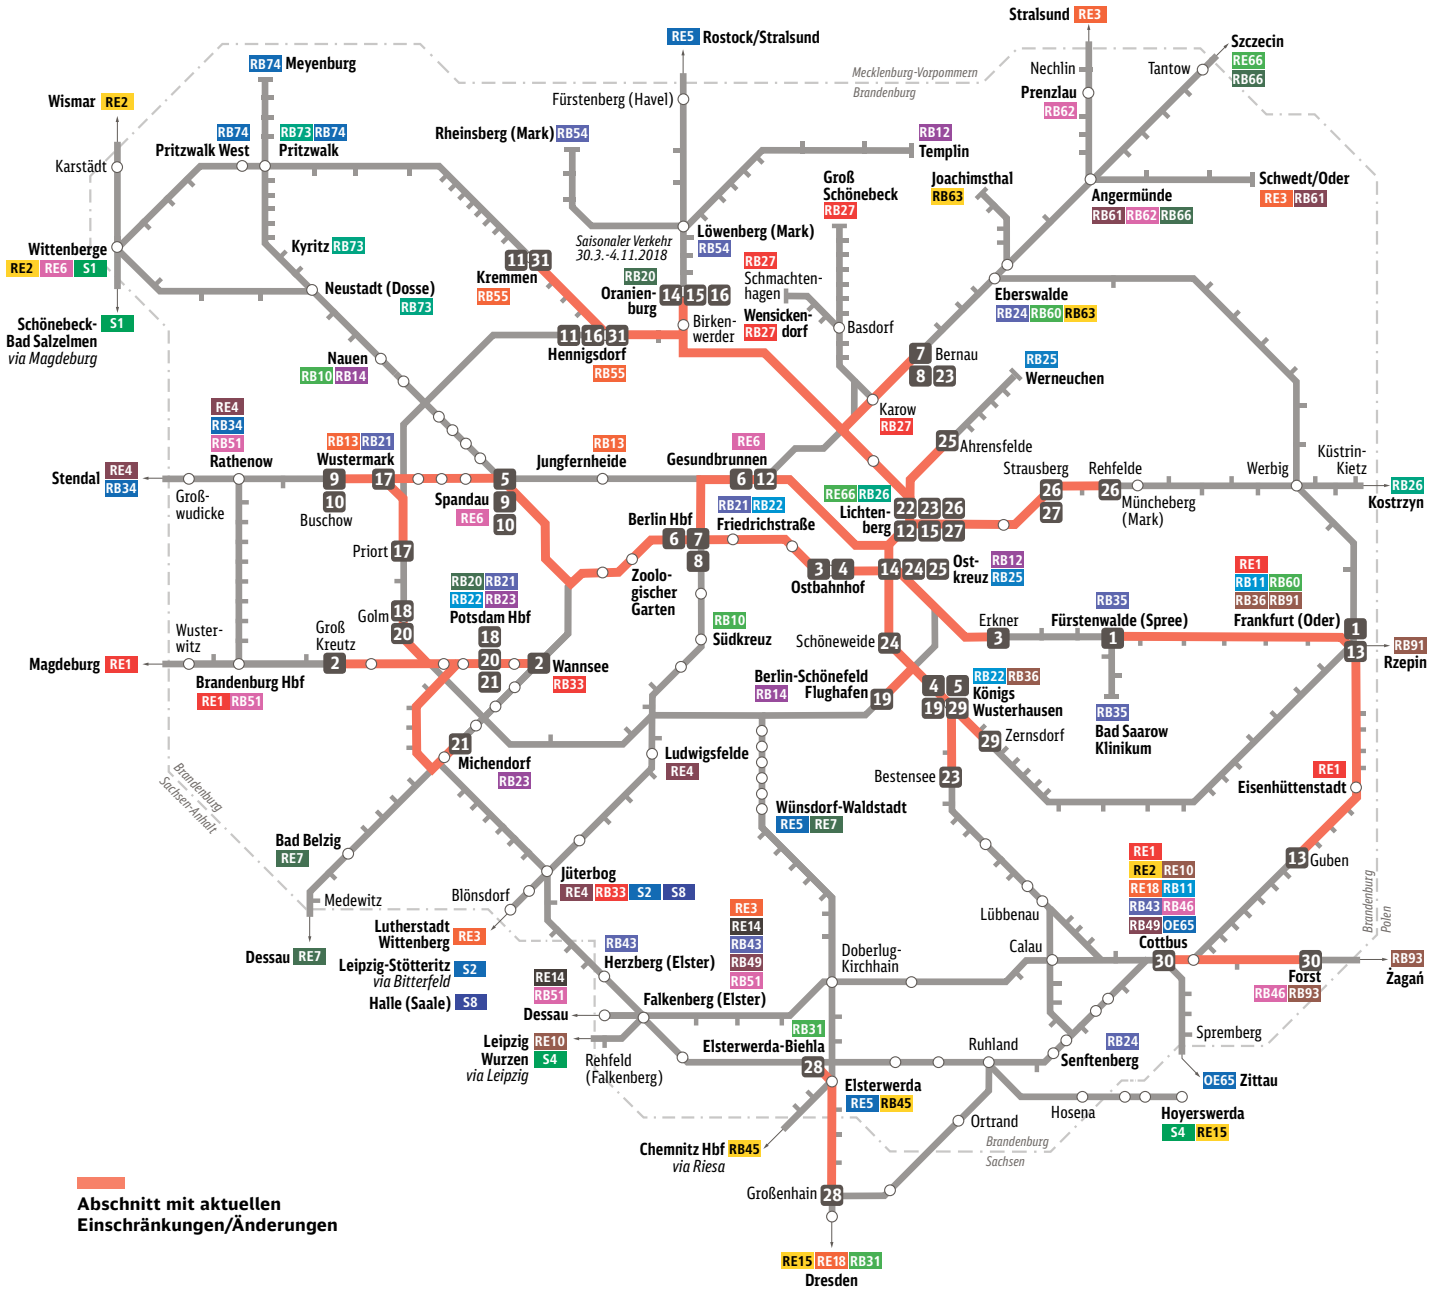 Stralsund RE3
RE5 Rostock/Stralsund
Szczecin
RE66
RB66
RB74 Meyenburg
Nechlin
Tantow
Mecklenburg-Vorpommern
Brandenburg
Prenzlau
RB62
Wismar RE2
Fürstenberg (Havel)
RB74
Pritzwalk West
RB73 RB74
Pritzwalk
Rheinsberg (Mark) RB54
RB12
Templin
Karstädt
Groß
Schönebeck
RB27
Joachimsthal
RB63
Angermünde
RB61 RB62 RB66
Schwedt/Oder
RE3 RB61
Wittenberge
RE2 RE6 S1
Kyritz RB73
Saisonaler Verkehr
30.3.-4.11.2018
Löwenberg (Mark)
RB54
11 31
Kremmen
RB55
RB20
Oranien-
burg
14 15 16
RB27
Schmachten-
hagen
Wensicken-
dorf
RB27
Basdorf
Eberswalde
RB24 RB60 RB63
Neustadt (Dosse)
RB73
Schönebeck-
Bad Salzelmen
via Magdeburg
S1
Birken-
werder
11 16 31
Hennigsdorf
RB55
7 Bernau
8 23
RB25
Werneuchen
Nauen
RB10 RB14
Karow
RB27
RE4
RB34
RB51
Rathenow
RB13 RB21
Wustermark
RB13
Jungfernheide
RE6
Gesundbrunnen
25 Ahrensfelde
Strausberg
Rehfelde
Werbig
Küstrin-
Kietz
Stendal RE4
RB34
Groß-
wudicke
9
10
Buschow
17
5
9
10
Spandau
RE6
6 12
RB21 RB22
RE66 RB26
Lichten-
berg
22 23 26
12 15 27
26
27
26
Müncheberg
(Mark)
RB26
Kostrzyn
Berlin Hbf
6 7
8
Friedrichstraße
Priort 17
Zoolo-
gischer
Garten
3 4
Ostbahnhof
14 24 25
Ost-
kreuz
RB12
RB25
RE1
RB11 RB60
RB36 RB91
Frankfurt (Oder)
1
13
RB91
Rzepin
RB20 RB21
RB22 RB23
Potsdam Hbf
18
20
21
Golm
18
20
RB10
Südkreuz
Schöneweide 24
Erkner
3
RB35
Fürstenwalde (Spree)
1
Wuster-
witz
Groß
Kreutz
2
Magdeburg RE1
Brandenburg Hbf
RE1 RB51
2 Wannsee
RB33
Berlin-Schönefeld
Flughafen
RB14
19
4 5
19 29
RB22 RB36
Königs
Wusterhausen
RB35
Bad Saarow
Klinikum
29 Zernsdorf
21
Michendorf
RB23
Ludwigsfelde
RE4
Bestensee 23
RE1
Eisenhüttenstadt
Brandenburg
Sachsen-Anhalt
Wünsdorf-Waldstadt
RE5 RE7
Bad Belzig
RE7
13 Guben
Medewitz
Blönsdorf
Jüterbog
RE4 RB33 S2 S8
RE1
RE2 RE10
RE18 RB11
RB43 RB46
RB49 OE65
Cottbus
30
Lübbenau
Calau
Brandenburg
Polen
Lutherstadt
Wittenberg
RE3
Leipzig-Stötteritz
via Bitterfeld
S2
Halle (Saale) S8
Dessau RE7
RB43
Herzberg (Elster)
RE3
RE14
RB43
RB49
RB51
Falkenberg (Elster)
Doberlug-
Kirchhain
30
Forst
RB46 RB93
RB93
Żagań
RE14
RB51
Dessau
Leipzig RE10
Wurzen S4
via Leipzig
Rehfeld
(Falkenberg)
RB31
Elsterwerda-Biehla
28
Ruhland
RB24
Senftenberg
Spremberg
OE65 Zittau
Elsterwerda
RE5 RB45
Hosena
Hoyerswerda
S4 RE15
Ortrand
Chemnitz Hbf RB45
via Riesa
Brandenburg
Sachsen
Großenhain 28
RE15 RE18 RB31
Dresden
Abschnitt mit aktuellen
Einschränkungen/Änderungen